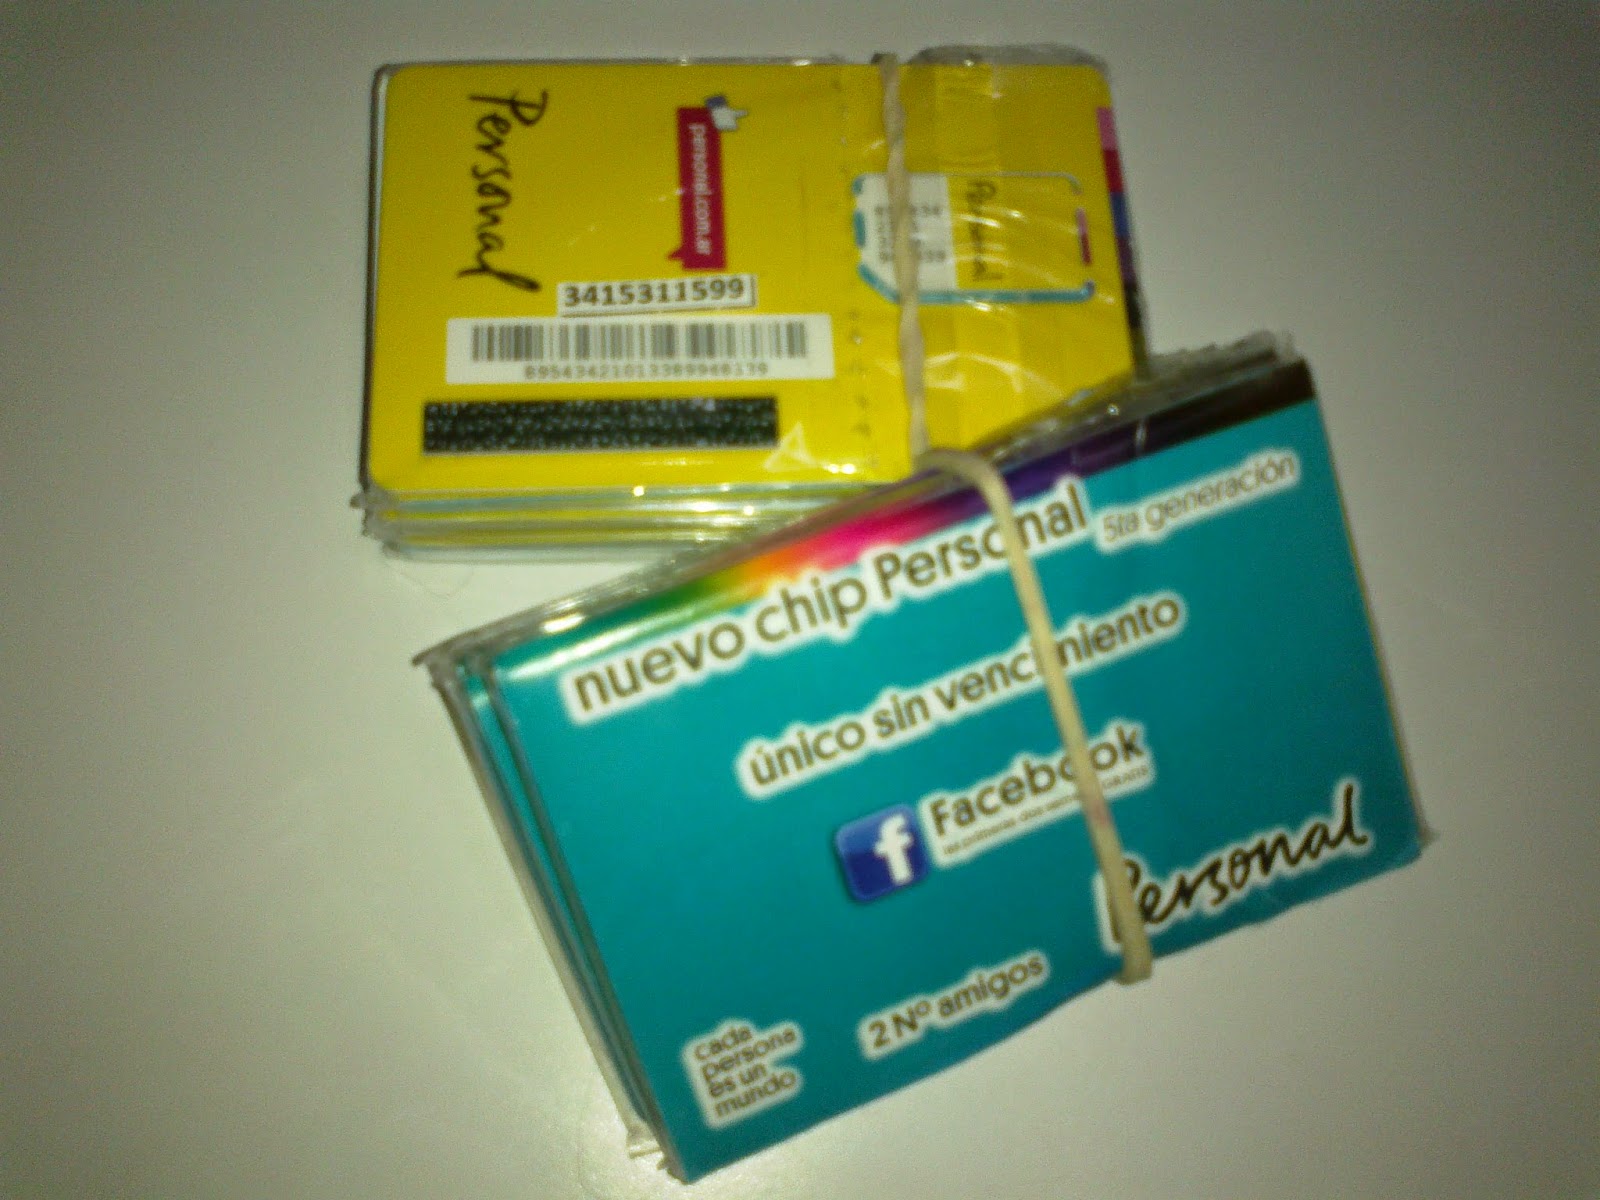 Personal
personal.com.ar
3415311599
Personal
nuevo chip Personal 5ta generación
único sin vencimiento
f
Facebook
GRATIS
Personal
2 Nº amigos
cada
persona
es un
mundo